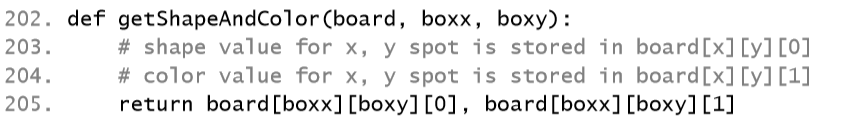 202. def getShapeAndColor(board, boxx, boxy):
203.     # shape value for x, y spot is stored in board[x][y][0]
204.     # color value for x, y spot is stored in board[x][y][1]
205.     return board[boxx][boxy][0], board[boxx][boxy][1]